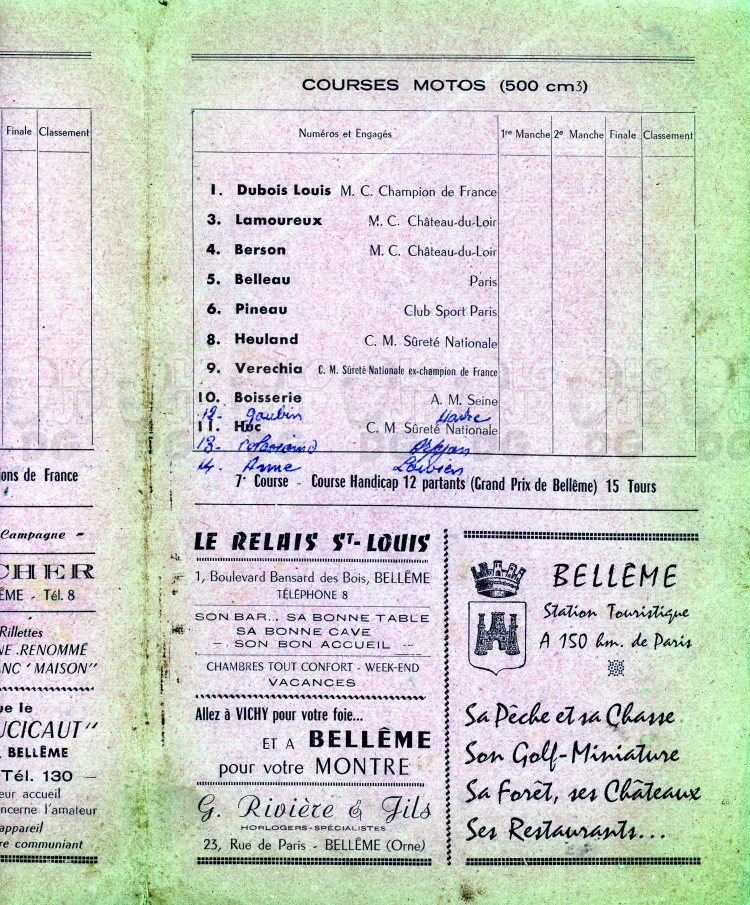 Finale Classement
ions de France
Campagne -
CHER
ÊME - Tél. 8
Rillettes
NE RENOMMÉ
ANC ' MAISON"
ue le
UCICAUT"
BELLÊME
Tél. 130 —
eur accueil
ncerne l'amateur
appareil
re communiant
COURSES MOTOS (500 cm3)
Numéros et Engagés 1re Manche 2e Manche Finale Classement
1. Dubois Louis M. C. Champion de France
3. Lamoureux M. C. Château-du-Loir
4. Berson M. C. Château-du-Loir
5. Belleau Paris
6. Pineau Club Sport Paris
8. Heuland C. M. Sûreté Nationale
9. Verechia C. M. Sûreté Nationale ex-champion de France
10. Boisserie A. M. Seine
12. Gaubin
11. Huc C. M. Sûreté Nationale
13.
14. Anne Louviers
7e Course - Course Handicap 12 partants (Grand Prix de Bellême) 15 Tours
LE RELAIS ST-LOUIS
1, Boulevard Bansard des Bois, BELLÊME
TÉLÉPHONE 8
SON BAR... SA BONNE TABLE
SA BONNE CAVE
— SON BON ACCUEIL —
CHAMBRES TOUT CONFORT - WEEK-END
VACANCES
Allez à VICHY pour votre foie...
ET A BELLÊME
pour votre MONTRE
G. Rivière & Fils
HORLOGERS-SPÉCIALISTES
23, Rue de Paris - BELLÊME (Orne)
BELLÊME
Station Touristique
A 150 km. de Paris
Sa Pêche et sa Chasse
Son Golf-Miniature
Sa Forêt, ses Châteaux
Ses Restaurants...